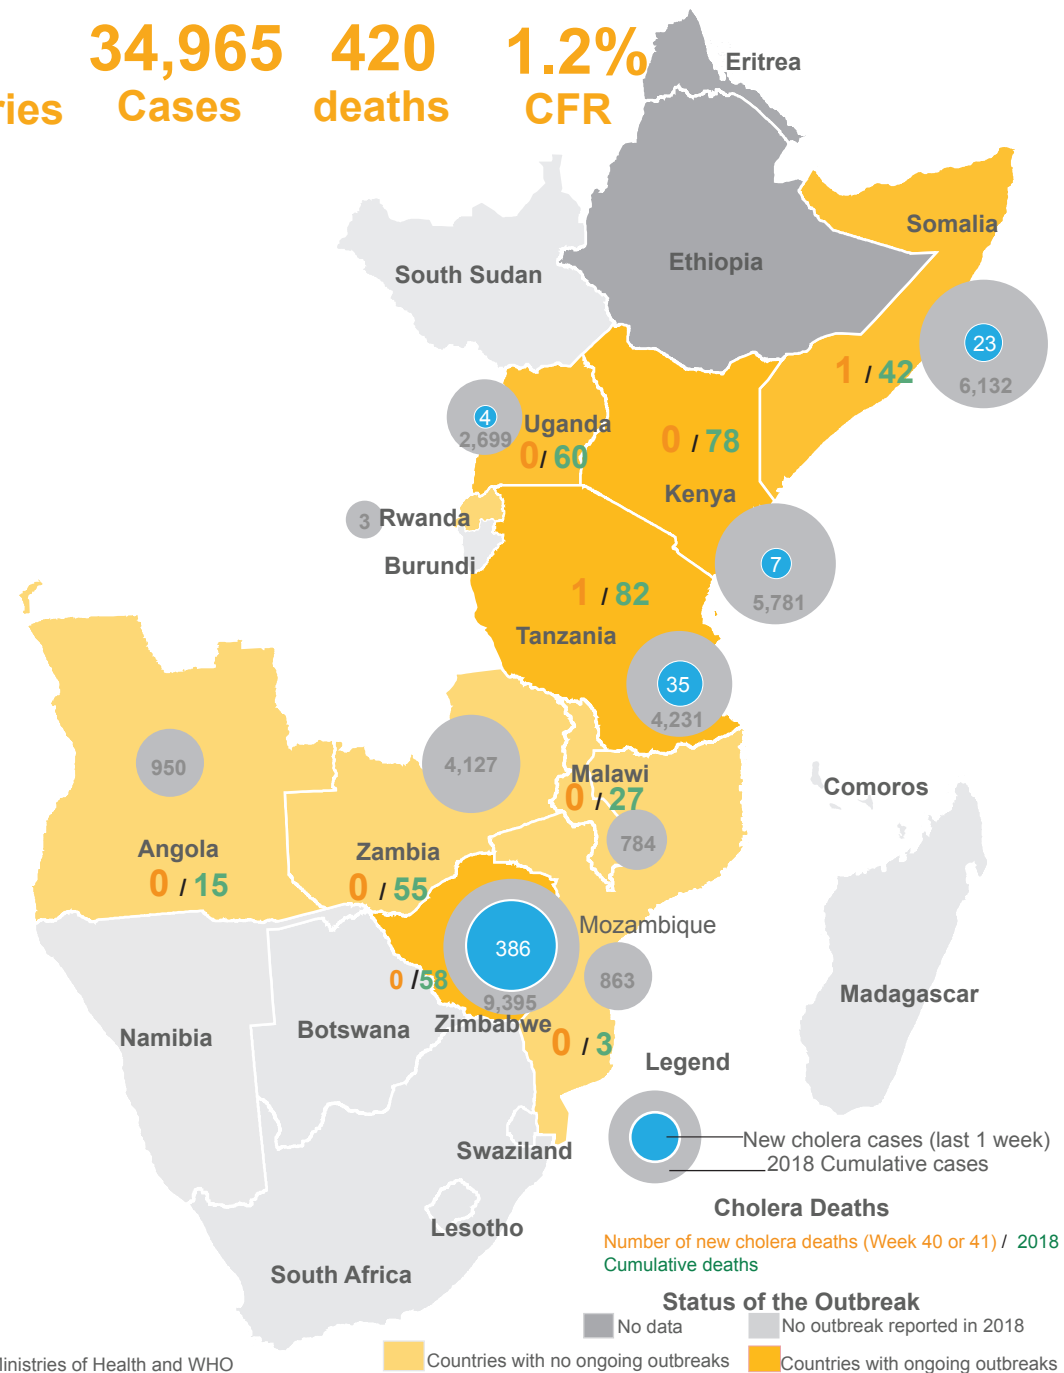 34,965 420 1.2%
ries Cases deaths CFR
Eritrea
Somalia
Ethiopia
South Sudan
23
1 / 42
6,132
4
Uganda
2,699
0 / 78
0/ 60
Kenya
3 Rwanda
Burundi
7
5,781
1 / 82
Tanzania
35
4,231
950
4,127
Malawi
0 / 27
Comoros
784
Angola
0 / 15
Zambia
0 / 55
Mozambique
386
0 /58
9,395
863
Zimbabwe
Madagascar
Namibia
Botswana
0 / 3
Legend
New cholera cases (last 1 week)
2018 Cumulative cases
Swaziland
Lesotho
South Africa
Cholera Deaths
Number of new cholera deaths (Week 40 or 41) / 2018
Cumulative deaths
Status of the Outbreak
No data No outbreak reported in 2018
Countries with no ongoing outbreaks Countries with ongoing outbreaks
Ministries of Health and WHO